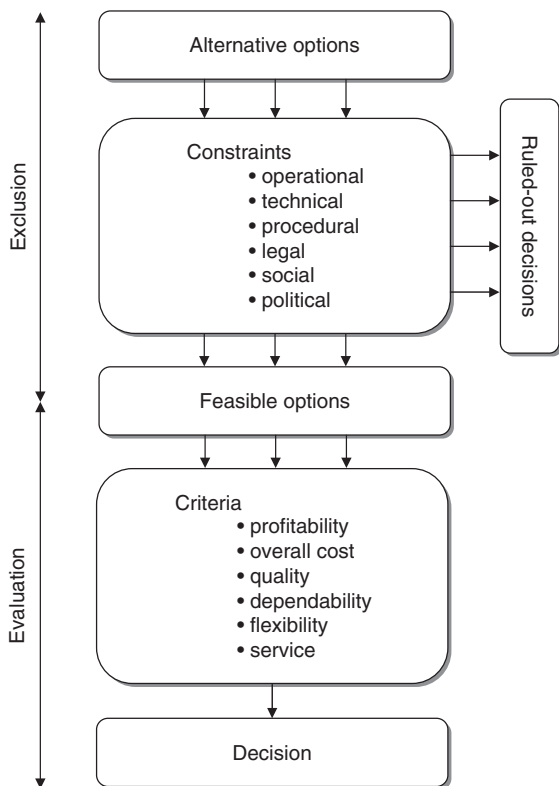 Alternative options
Exclusion
Constraints
• operational
• technical
• procedural
• legal
• social
• political
Ruled-out decisions
Feasible options
Evaluation
Criteria
• profitability
• overall cost
• quality
• dependability
• flexibility
• service
Decision